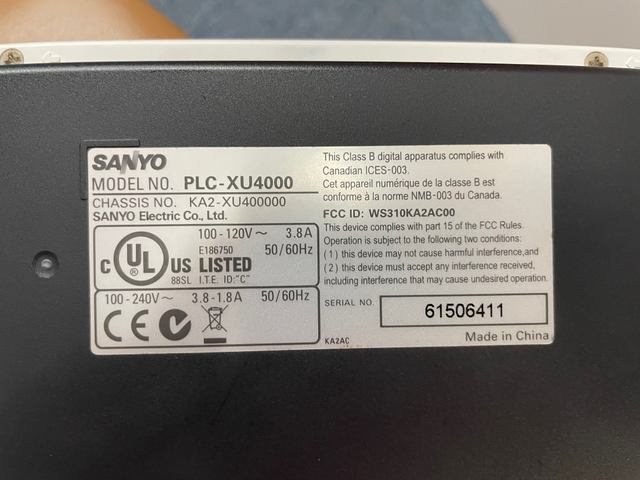 SANYO
MODEL NO. PLC-XU4000
CHASSIS NO. KA2-XU400000
SANYO Electric Co., Ltd.
100-120V～ 3.8A
E186750 50/60Hz
C UL US LISTED
88SL I.T.E. ID:"C"
100-240V～ 3.8-1.8A 50/60Hz
CE
This Class B digital apparatus complies with
Canadian ICES-003.
Cet appareil numérique de la classe B est
conforme à la norme NMB-003 du Canada.
FCC ID: WS310KA2AC00
This device complies with part 15 of the FCC Rules.
Operation is subject to the following two conditions:
(1) this device may not cause harmful interference,and
(2) this device must accept any interference received,
including interference that may cause undesired operation.
SERIAL NO. 61506411
KA2AC Made in China